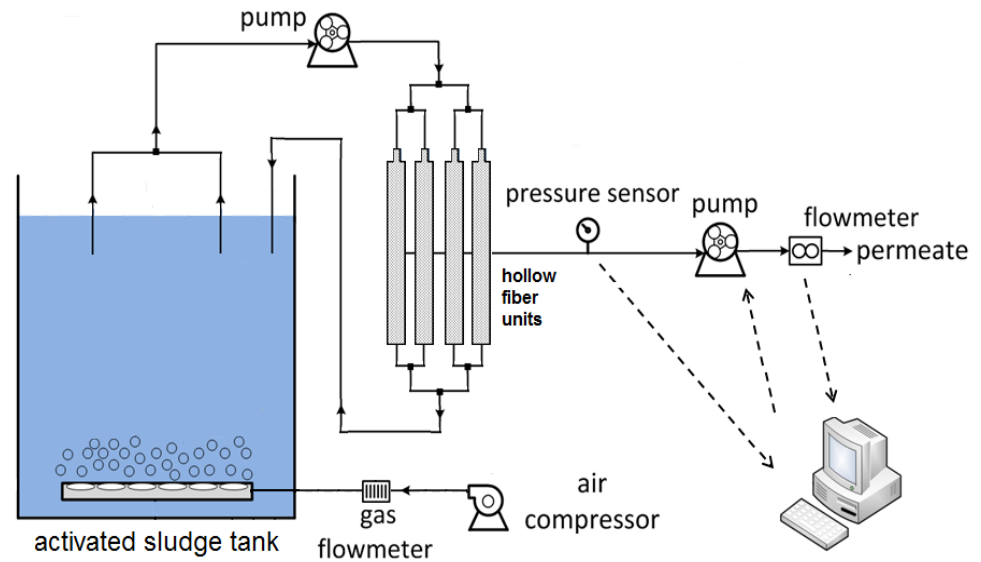 pump
pressure sensor
pump
flowmeter
permeate
hollow
fiber
units
air
compressor
gas
flowmeter
activated sludge tank